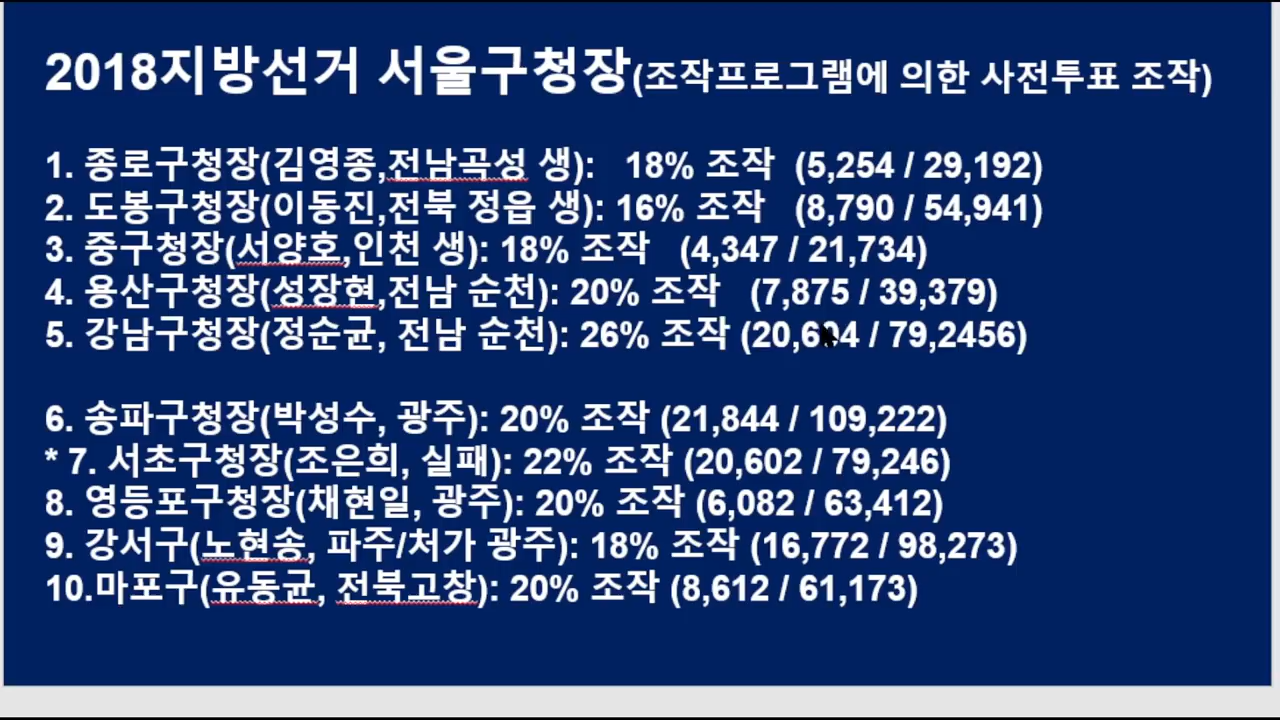 2018지방선거 서울구청장(조작프로그램에 의한 사전투표 조작)
1. 종로구청장(김영종,전남곡성 생): 18% 조작 (5,254 / 29,192)
2. 도봉구청장(이동진,전북 정읍 생): 16% 조작 (8,790 / 54,941)
3. 중구청장(서양호,인천 생): 18% 조작 (4,347 / 21,734)
4. 용산구청장(성장현,전남 순천): 20% 조작 (7,875 / 39,379)
5. 강남구청장(정순균, 전남 순천): 26% 조작 / 79,2456)
6. 송파구청장(박성수, 광주): 20% 조작 (21,844 / 109,222)
* 7. 서초구청장(조은희, 실패): 22% 조작 (20,602 / 79,246)
8. 영등포구청장(채현일, 광주): 20% 조작 (6,082 / 63,412)
9. 강서구(노현송, 파주/처가 광주): 18% 조작 (16,772 / 98,273)
10.마포구(유동균, 전북고창): 20% 조작 (8,612 / 61,173)